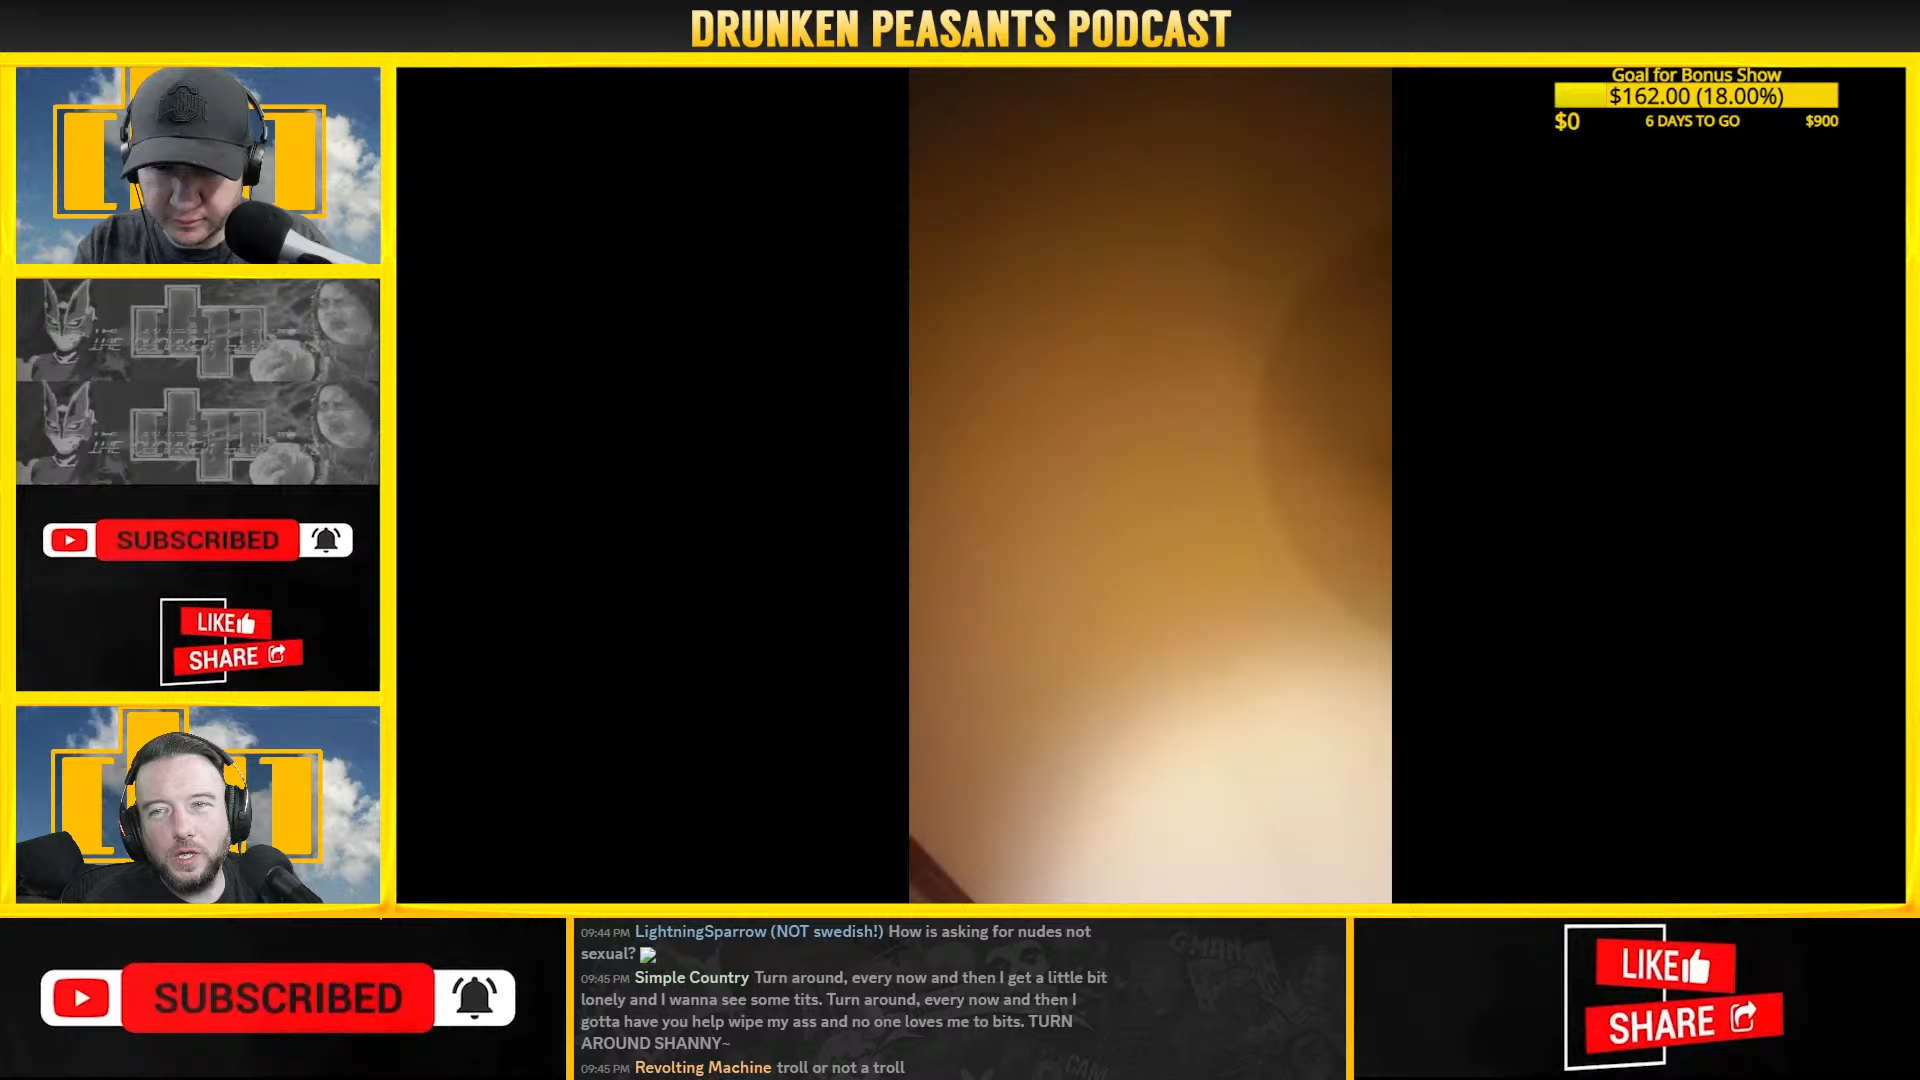 DRUNKEN PEASANTS PODCAST
Goal for Bonus Show
$162.00 (18.00%)
$0
6 DAYS TO GO
$900
SUBSCRIBED
LIKE
SHARE
SUBSCRIBED
09:44 PM LightningSparrow (NOT swedish!) How is asking for nudes not
sexual?
09:45 PM Simple Country Turn around, every now and then I get a little bit
lonely and I wanna see some tits. Turn around, every now and then I
gotta have you help wipe my ass and no one loves me to bits. TURN
AROUND SHANNY~
09:45 PM Revolting Machine troll or not a troll
LIKE
SHARE